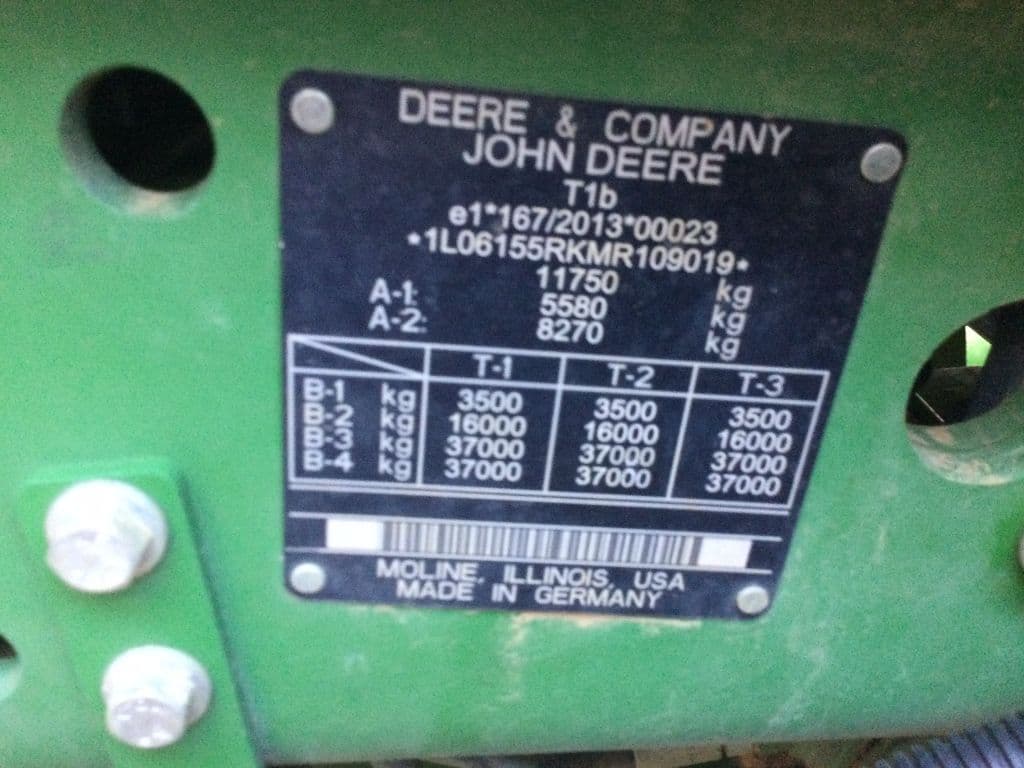 DEERE & COMPANY
JOHN DEERE
T1b
e1*167/2013*00023
*1L06155RKMR109019*
11750 kg
A-1: 5580 kg
A-2: 8270 kg
T-1 T-2 T-3
B-1 kg 3500 3500 3500
B-2 kg 16000 16000 16000
B-3 kg 37000 37000 37000
B-4 kg 37000 37000 37000
MOLINE, ILLINOIS, USA
MADE IN GERMANY